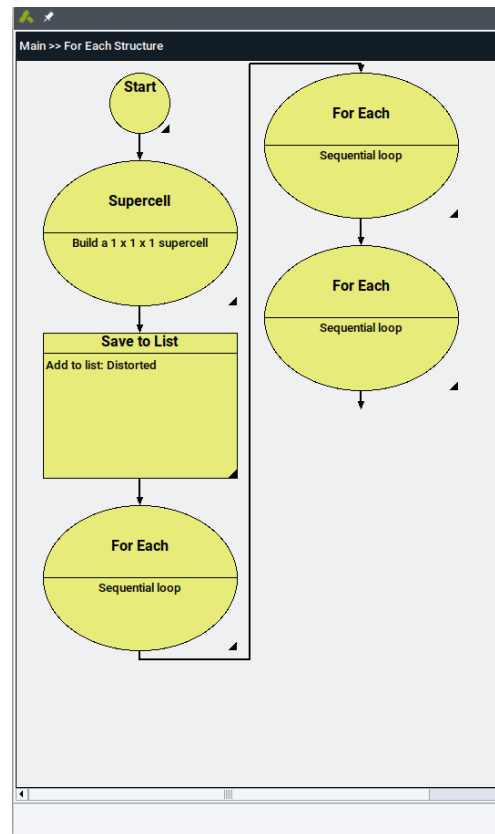 Main >> For Each Structure
Start
Supercell
Build a 1 x 1 x 1 supercell
Save to List
Add to list: Distorted
For Each
Sequential loop
For Each
Sequential loop
For Each
Sequential loop